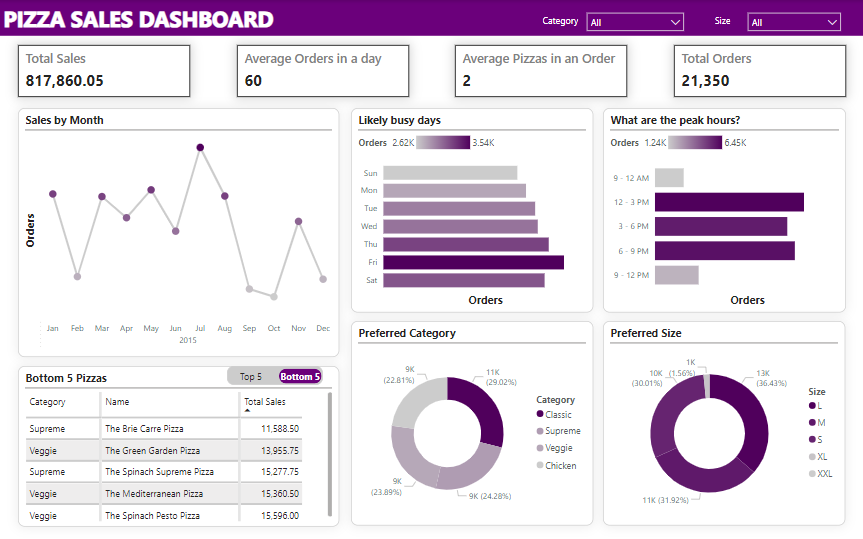 PIZZA SALES DASHBOARD
Category All Size All
Total Sales
817,860.05
Average Orders in a day
60
Average Pizzas in an Order
2
Total Orders
21,350
Sales by Month
Orders
Jan Feb Mar Apr May Jun Jul Aug Sep Oct Nov Dec
2015
Likely busy days
Orders 2.62K 3.54K
Sun
Mon
Tue
Wed
Thu
Fri
Sat
Orders
What are the peak hours?
Orders 1.24K 6.45K
9 - 12 AM
12 - 3 PM
3 - 6 PM
6 - 9 PM
9 - 12 PM
Orders
Bottom 5 Pizzas
Top 5 Bottom 5
Category Name Total Sales
Supreme The Brie Carre Pizza 11,588.50
Veggie The Green Garden Pizza 13,955.75
Supreme The Spinach Supreme Pizza 15,277.75
Veggie The Mediterranean Pizza 15,360.50
Veggie The Spinach Pesto Pizza 15,596.00
Preferred Category
9K
(22.81%)
11K
(29.02%)
9K
(23.89%)
9K (24.28%)
Category
Classic
Supreme
Veggie
Chicken
Preferred Size
1K
(1.56%)
10K
(30.01%)
13K
(36.43%)
11K (31.92%)
Size
L
M
S
XL
XXL